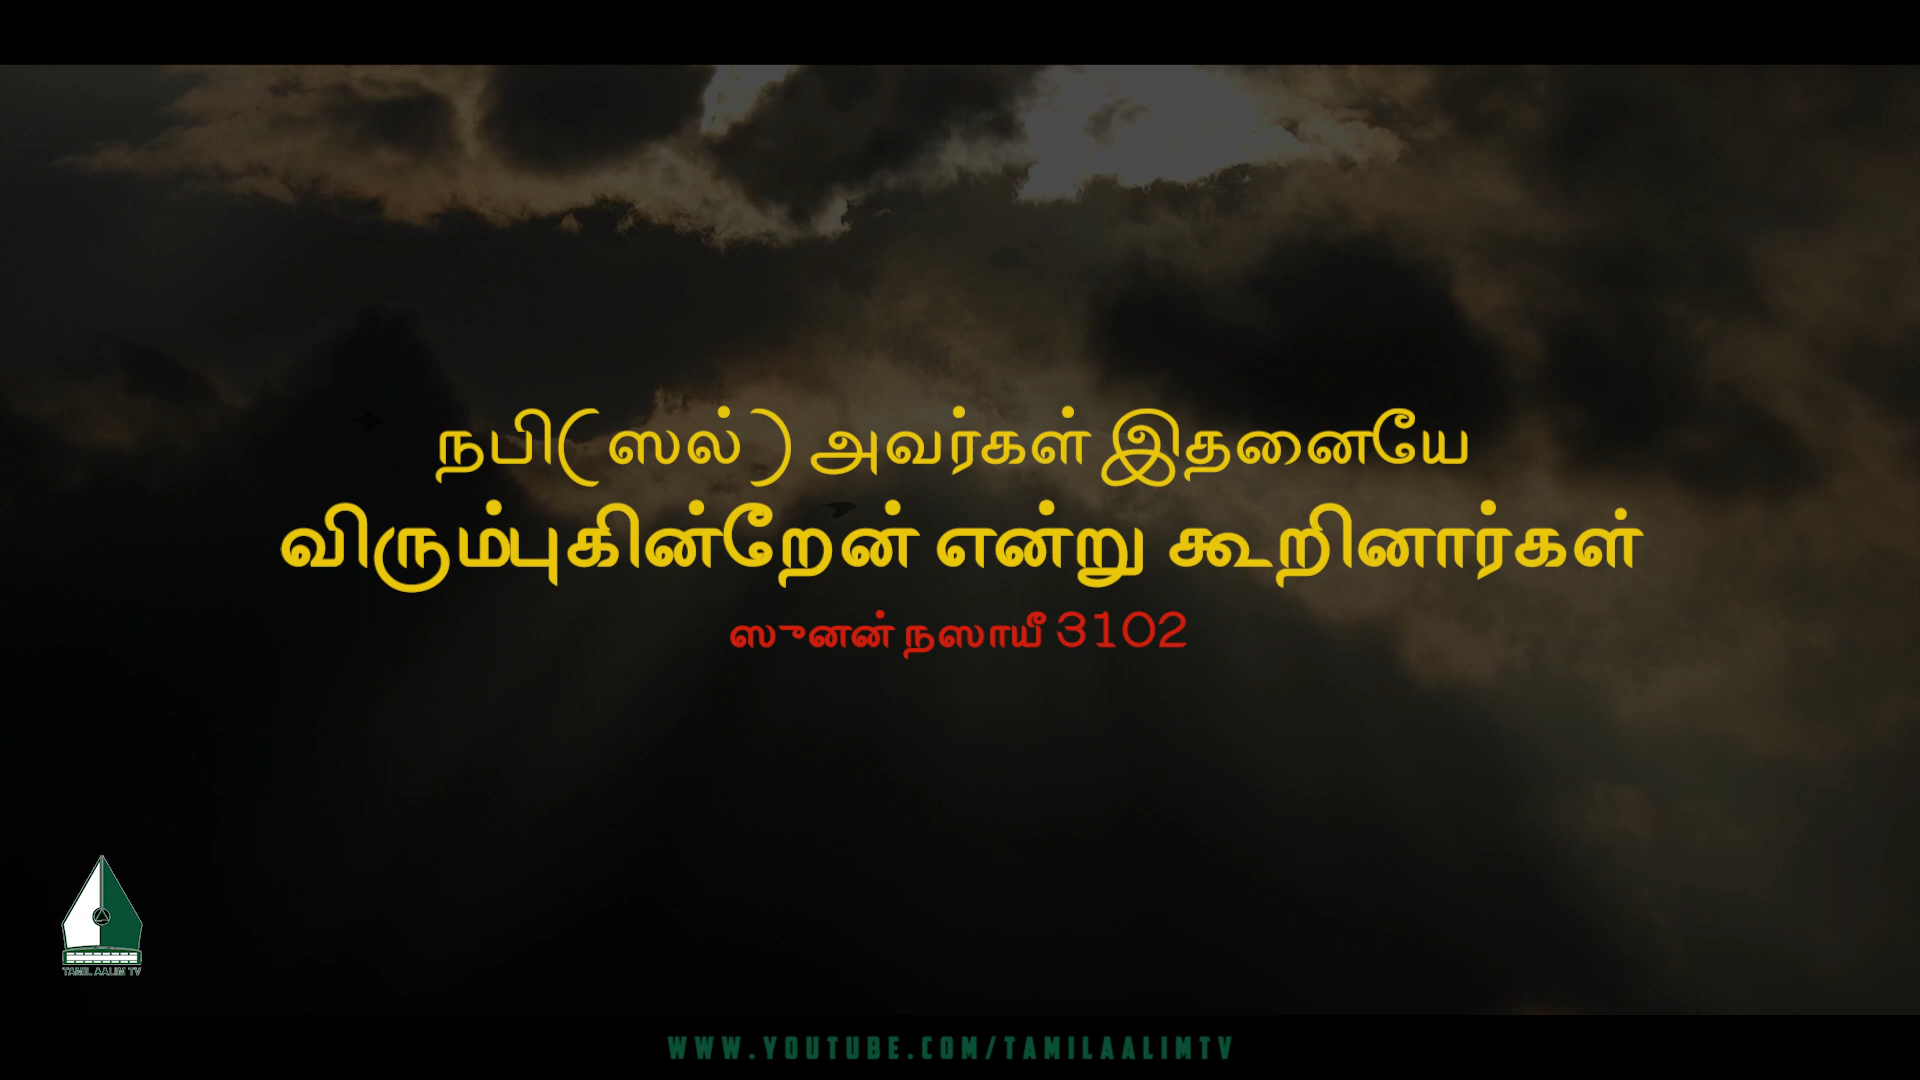 நபி( ஸல் ) அவர்கள் இதனையே
விரும்புகின்றேன் என்று கூறினார்கள்
ஸுனன் நஸாயீ 3102
TAMIL AALIM TV
WWW.YOUTUBE.COM/TAMILAALIMTV